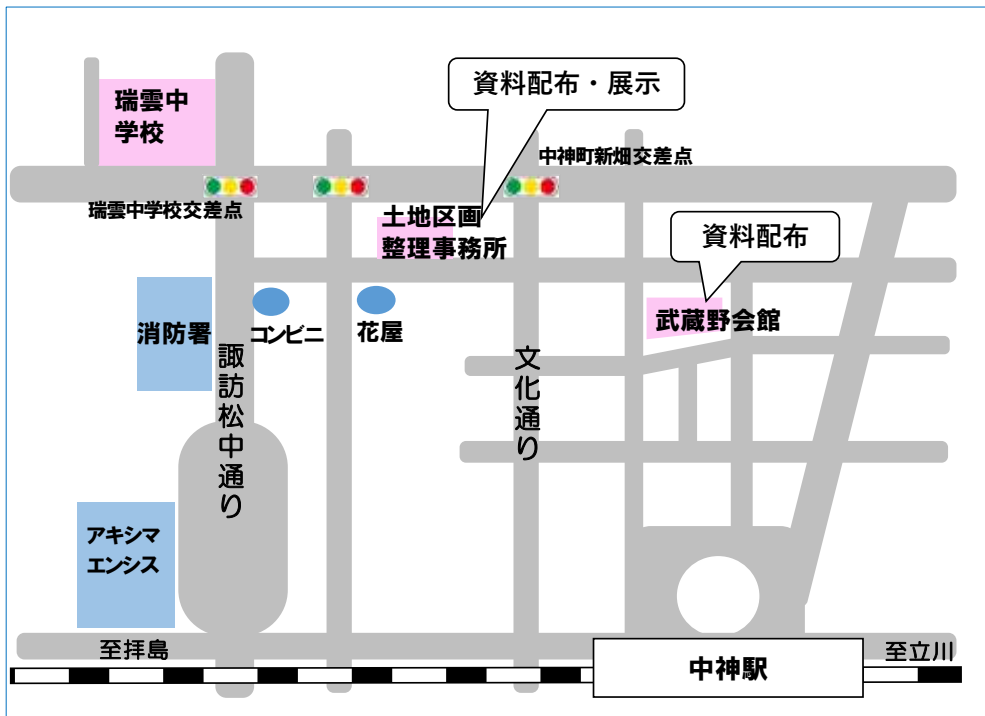 資料配布・展示
瑞雲中
学校
中神町新畑交差点
瑞雲中学校交差点
土地区画
整理事務所
資料配布
武蔵野会館
消防署
コンビニ
花屋
諏訪松中通り
文化通り
アキシマ
エンシス
至拝島
中神駅
至立川